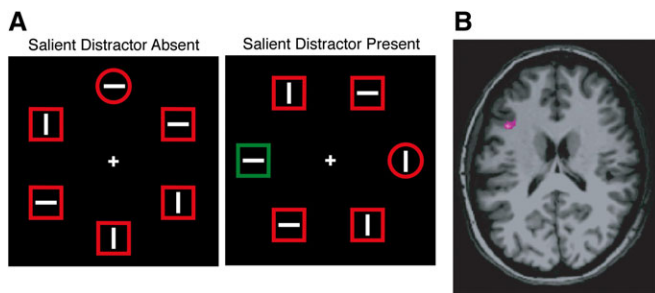 A
Salient Distractor Absent
Salient Distractor Present
B